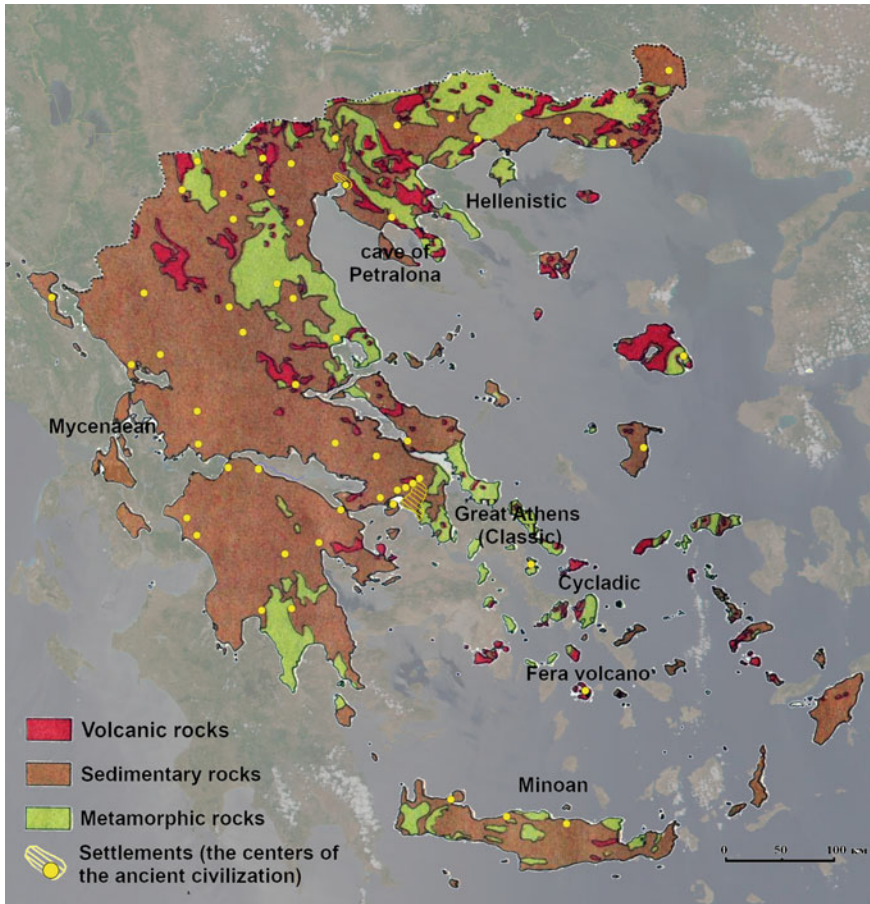 Hellenistic
cave of
Petralona
Mycenaean
Great Athens
(Classic)
Cycladic
Fera volcano
Minoan
Volcanic rocks
Sedimentary rocks
Metamorphic rocks
Settlements (the centers of
the ancient civilization)
0 50 100 KM